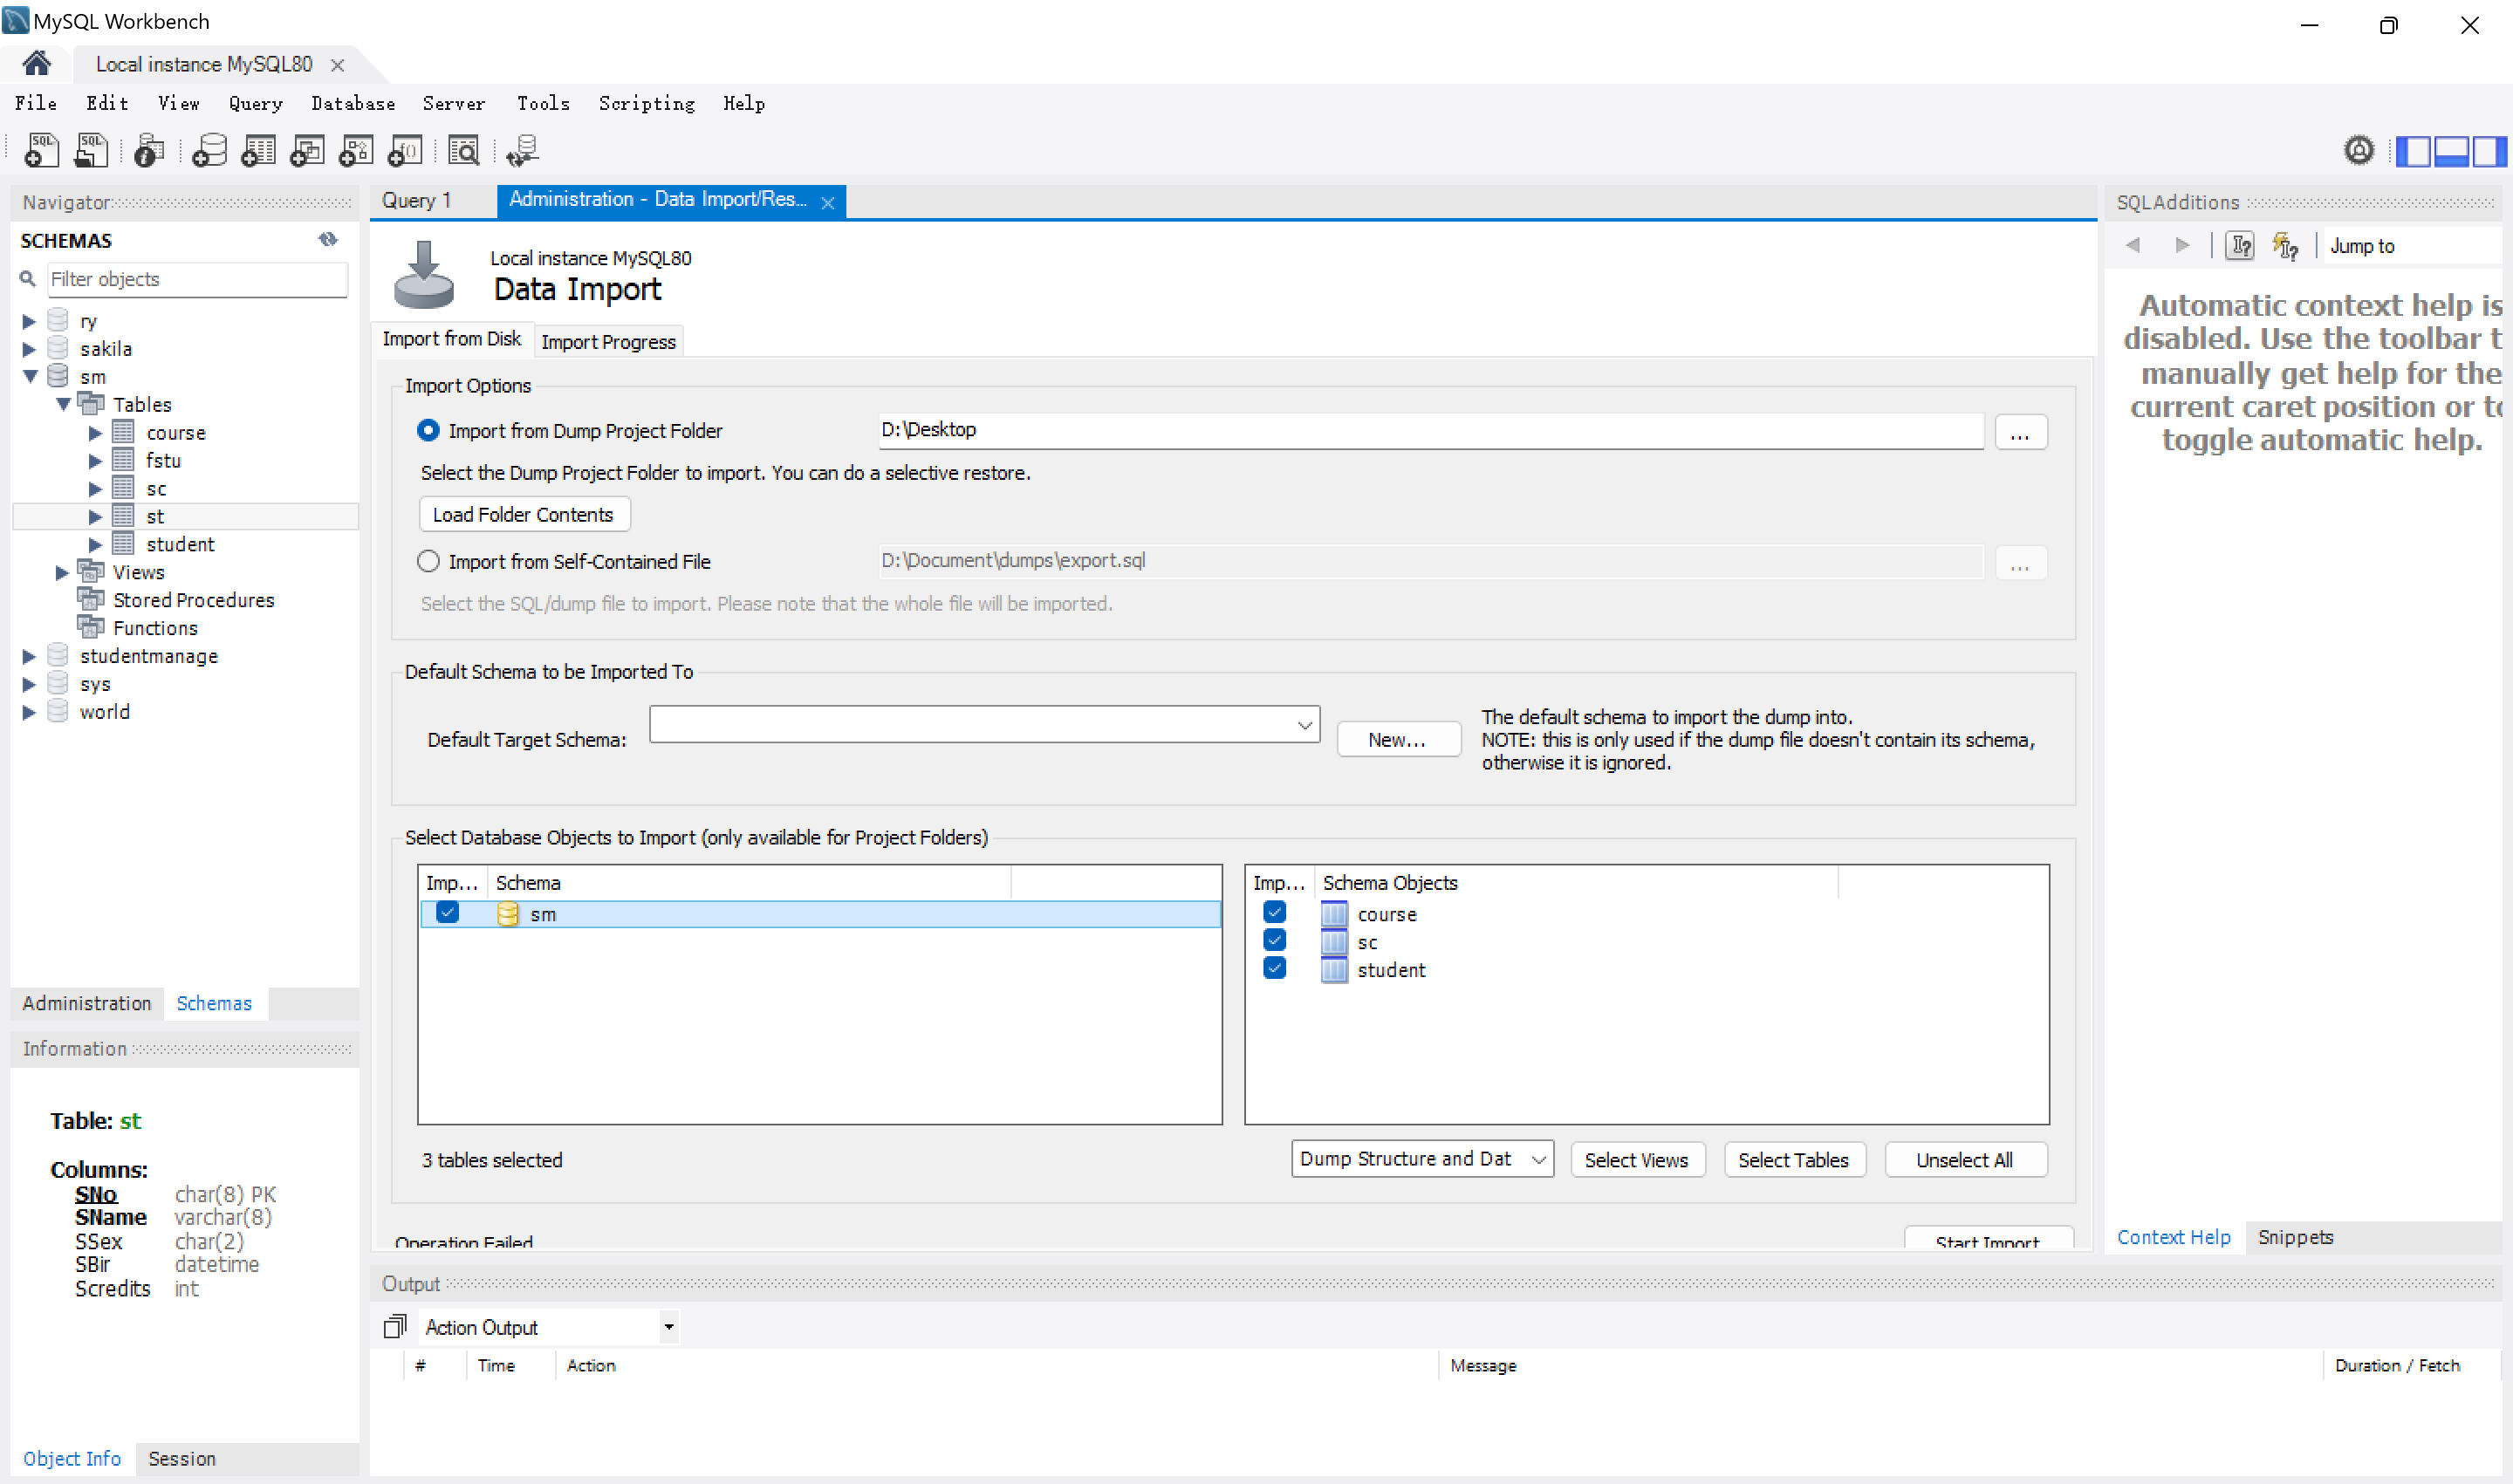 MySQL Workbench
Local instance MySQL80
File Edit View Query Database Server Tools Scripting Help
Navigator
SCHEMAS
Filter objects
ry
sakila
sm
Tables
course
fstu
sc
st
student
Views
Stored Procedures
Functions
studentmanage
sys
world
Administration Schemas
Information
Table: st
Columns:
SNo char(8) PK
SName varchar(8)
SSex char(2)
SBir datetime
Scredits int
Object Info Session
Query 1 Administration - Data Import/Res...
Local instance MySQL80
Data Import
Import from Disk Import Progress
Import Options
Import from Dump Project Folder D:\Desktop ...
Select the Dump Project Folder to import. You can do a selective restore.
Load Folder Contents
Import from Self-Contained File D:\Document\dumps\export.sql ...
Select the SQL/dump file to import. Please note that the whole file will be imported.
Default Schema to be Imported To
Default Target Schema: New...
The default schema to import the dump into.
NOTE: this is only used if the dump file doesn't contain its schema,
otherwise it is ignored.
Select Database Objects to Import (only available for Project Folders)
Imp... Schema
sm
Imp... Schema Objects
course
sc
student
3 tables selected Dump Structure and Dat Select Views Select Tables Unselect All
Operation Failed Start Import
SQLAdditions
Jump to
Automatic context help is
disabled. Use the toolbar t
manually get help for the
current caret position or to
toggle automatic help.
Context Help Snippets
Output
Action Output
# Time Action Message Duration / Fetch